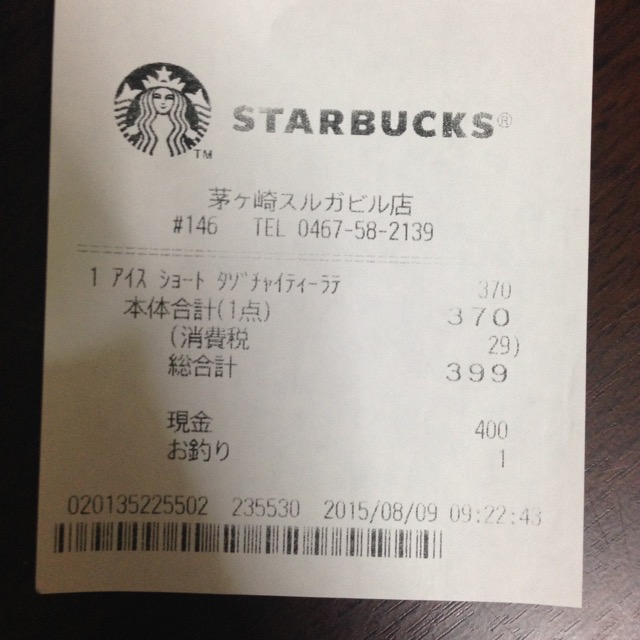 STARBUCKS®
TM
茅ヶ崎スルガビル店
#146 TEL 0467-58-2139
1 ｱｲｽ ｼｮｰﾄ ﾀｿﾞﾁｬｲﾃｨｰﾗﾃ 370
本体合計(1点) 370
(消費税 29)
総合計 399
現金 400
お釣り 1
020135225502 235530 2015/08/09 09:22:43